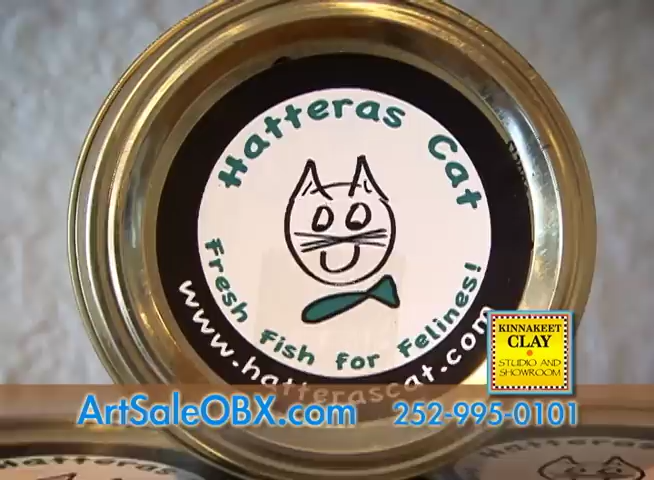 Hatteras Cat
Fresh Fish for Felines!
www.hatterascat.com
KINNAKEET
CLAY
STUDIO AND
SHOWROOM
ArtSaleOBX.com 252-995-0101
Hatteras